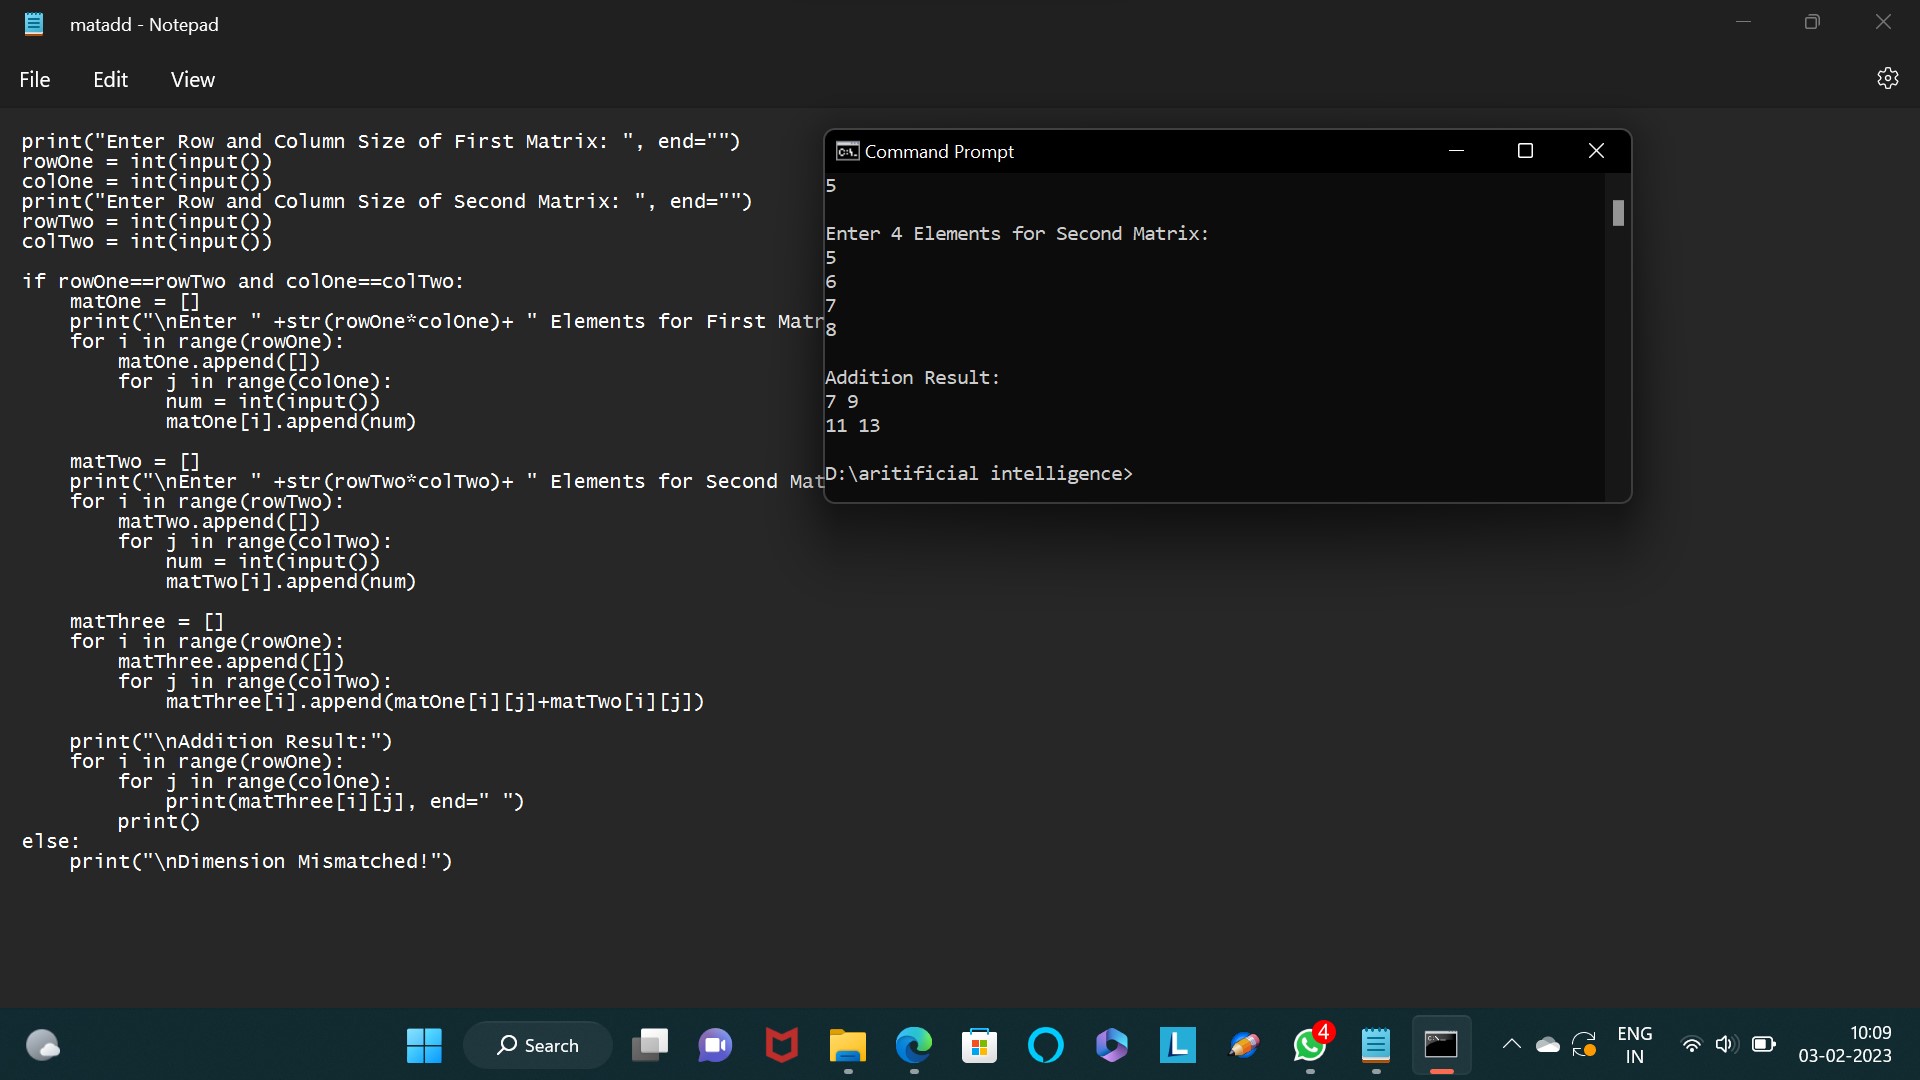 matadd - Notepad
File Edit View
print("Enter Row and Column Size of First Matrix: ", end="")
rowOne = int(input())
colOne = int(input())
print("Enter Row and Column Size of Second Matrix: ", end="")
rowTwo = int(input())
colTwo = int(input())
if rowOne==rowTwo and colOne==colTwo:
matOne = []
print("\nEnter " +str(rowOne*colOne)+ " Elements for First Matr
for i in range(rowOne):
matOne.append([])
for j in range(colOne):
num = int(input())
matOne[i].append(num)
matTwo = []
print("\nEnter " +str(rowTwo*colTwo)+ " Elements for Second Mat
for i in range(rowTwo):
matTwo.append([])
for j in range(colTwo):
num = int(input())
matTwo[i].append(num)
matThree = []
for i in range(rowOne):
matThree.append([])
for j in range(colTwo):
matThree[i].append(matOne[i][j]+matTwo[i][j])
print("\nAddition Result:")
for i in range(rowOne):
for j in range(colOne):
print(matThree[i][j], end=" ")
print()
else:
print("\nDimension Mismatched!")
Command Prompt
5
Enter 4 Elements for Second Matrix:
5
6
7
8
Addition Result:
7 9
11 13
D:\aritificial intelligence>
Search
L
4
ENG
IN
10:09
03-02-2023